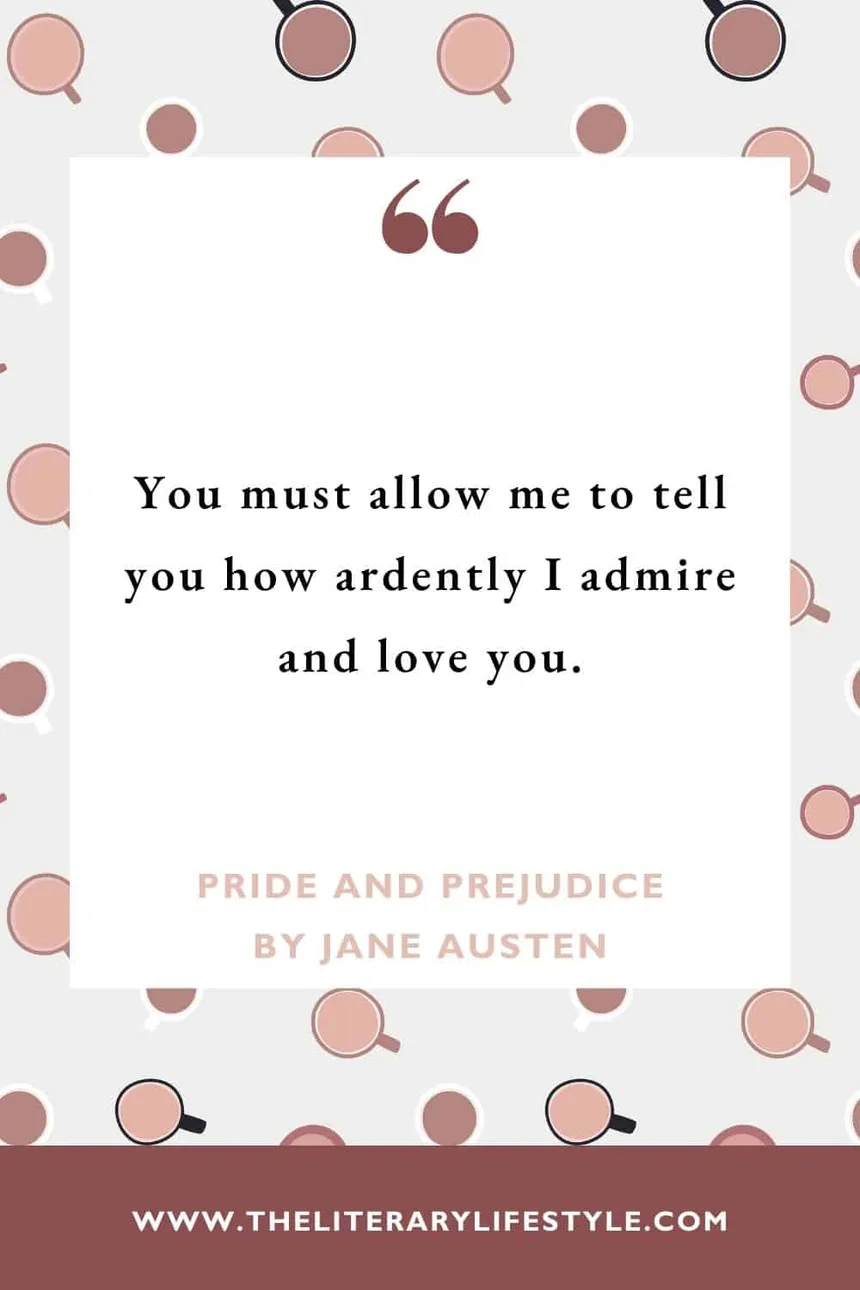 “
You must allow me to tell
you how ardently I admire
and love you.
PRIDE AND PREJUDICE
BY JANE AUSTEN
WWW.THELITERARYLIFESTYLE.COM